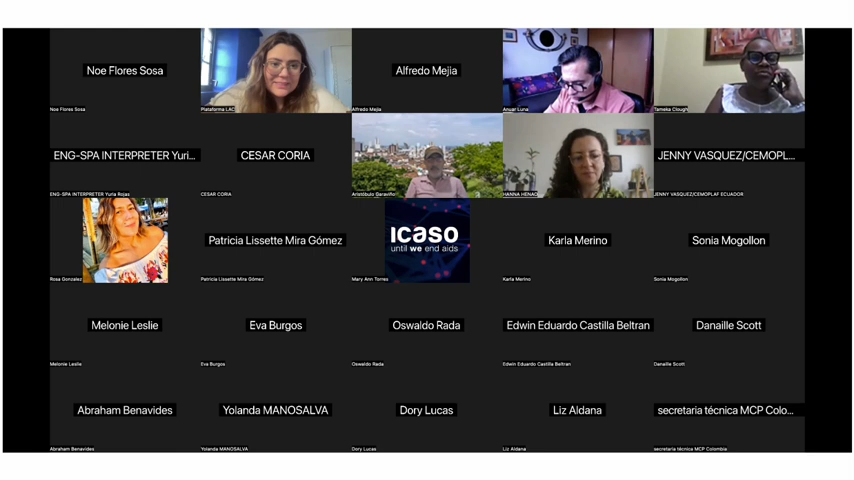 Noe Flores Sosa
Alfredo Mejia
Noe Flores Sosa
Plataforma LAC
Alfredo Mejia
Anuar Luna
Tameka Clough
ENG-SPA INTERPRETER Yuri...
CESAR CORIA
JENNY VASQUEZ/CEMOPL...
ENG-SPA INTERPRETER Yuria Rojas
CESAR CORIA
Aristóbulo Garaviño
HANNA HENAO
JENNY VASQUEZ/CEMOPLAF ECUADOR
Patricia Lissette Mira Gómez
ICASO
until we end aids
Karla Merino
Sonia Mogollon
Rosa Gonzalez
Patricia Lissette Mira Gómez
Mary Ann Torres
Karla Merino
Sonia Mogollon
Melonie Leslie
Eva Burgos
Oswaldo Rada
Edwin Eduardo Castilla Beltran
Danaille Scott
Melonie Leslie
Eva Burgos
Oswaldo Rada
Edwin Eduardo Castilla Beltran
Danaille Scott
Abraham Benavides
Yolanda MANOSALVA
Dory Lucas
Liz Aldana
secretaria técnica MCP Colo...
Abraham Benavides
Yolanda MANOSALVA
Dory Lucas
Liz Aldana
secretaria técnica MCP Colombia